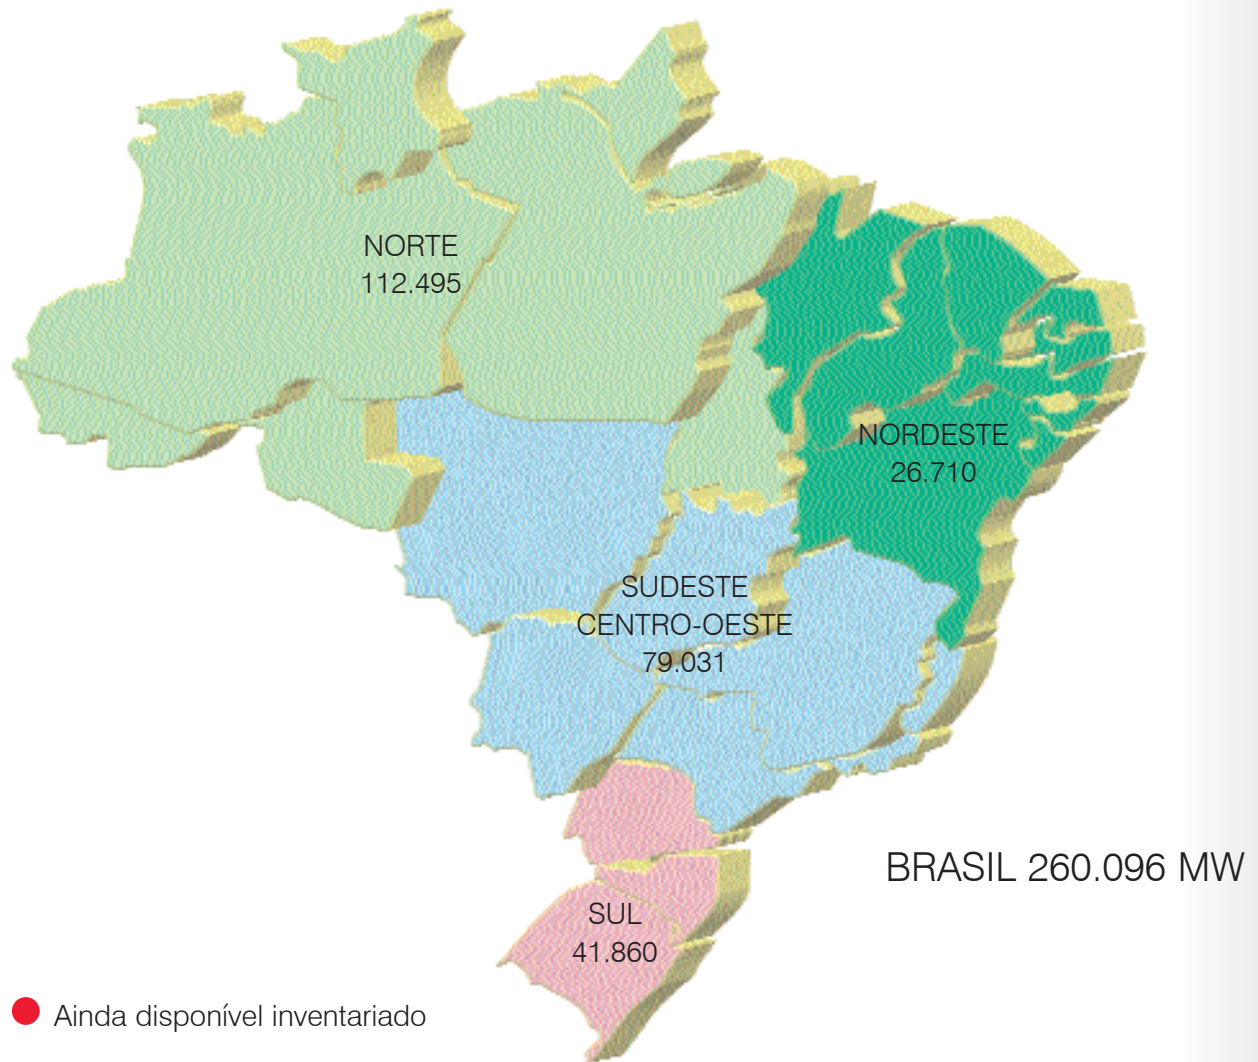 NORTE
112.495
NORDESTE
26.710
SUDESTE
CENTRO-OESTE
79.031
BRASIL 260.096 MW
SUL
41.860
Ainda disponível inventariado